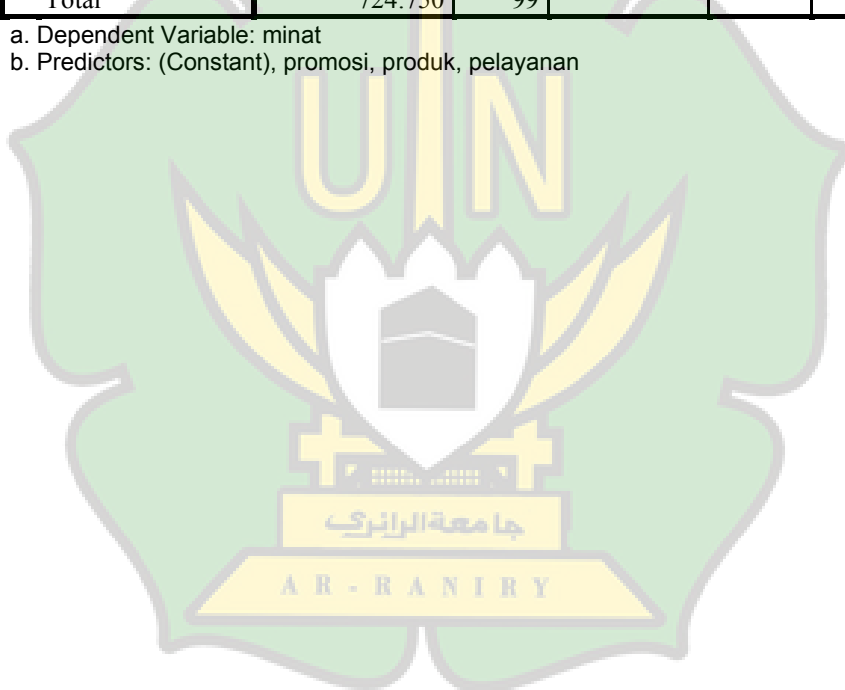 Total 724.750 99
a. Dependent Variable: minat
b. Predictors: (Constant), promosi, produk, pelayanan
UIN
جامعة الرانري
AR-RANIRY